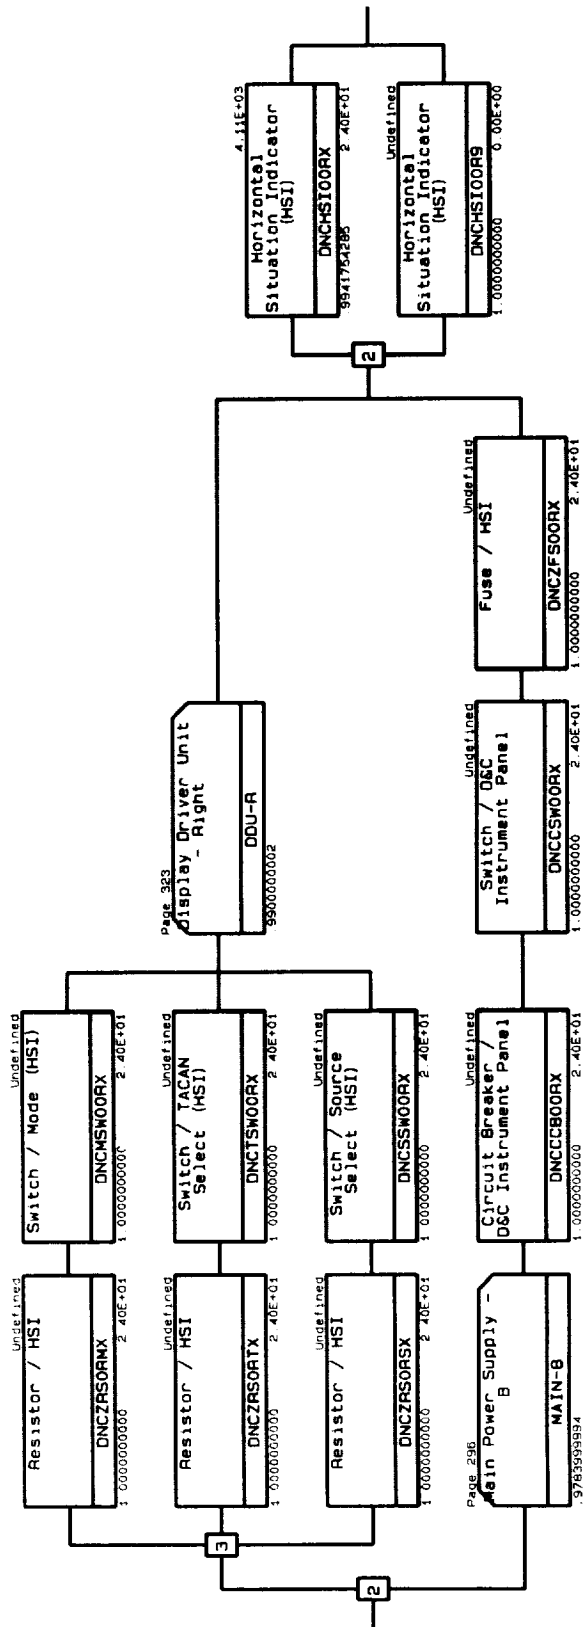 Undefined
Resistor / HSI
DNCZRSORMX
1 0000000000
2 40E+01
Undefined
Switch / Mode (HSI)
DNCMSWOORX
1.0000000000
2.40E+01
Undefined
Resistor / HSI
DNCZRSORTX
1 0000000000
2 40E+01
Undefined
Switch / TACAN
Select (HSI)
DNCTSWOORX
1 0000000000
2 40E+01
Undefined
Resistor / HSI
DNCZRSORSX
1 0000000000
2 40E+01
Undefined
Switch / Source
Select (HSI)
DNCSSWOORX
1 0000000000
2 40E+01
3
2
Page 323
Display Driver Unit
- Right
DDU-R
.9900000002
Page 296
Main Power Supply -
B
MAIN-B
.9783999994
Undefined
Circuit Breaker /
D&C Instrument Panel
DNCCCBOORX
1.0000000000
2.40E+01
Undefined
Switch / D&C
Instrument Panel
DNCCSWOORX
1.0000000000
2.40E+01
Undefined
Fuse / HSI
DNCZFSOORX
1.0000000000
2.40E+01
2
4.11E+03
Horizontal
Situation Indicator
(HSI)
DNCHSIOORX
.9941754286
2 40E+01
Undefined
Horizontal
Situation Indicator
(HSI)
DNCHSIOOR9
1.0000000000
0.00E+00